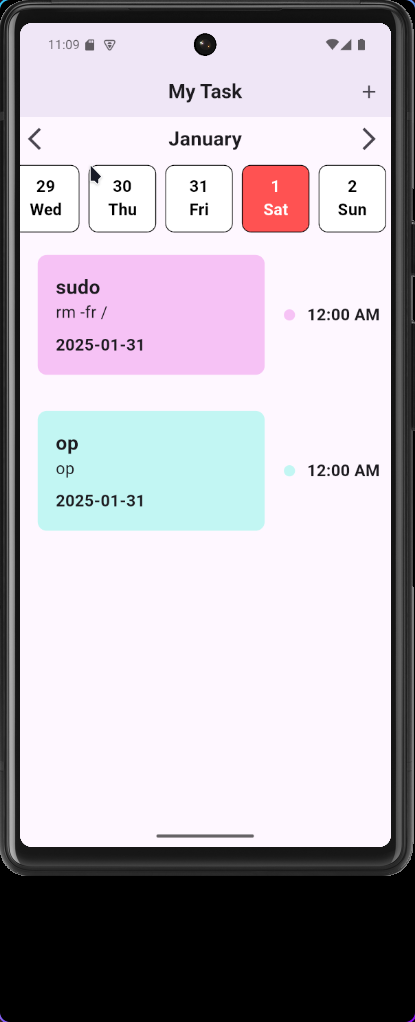 11:09
My Task +
January
29 30 31 1 2
Wed Thu Fri Sat Sun
sudo
rm -fr /
2025-01-31
12:00 AM
op
op
2025-01-31
12:00 AM